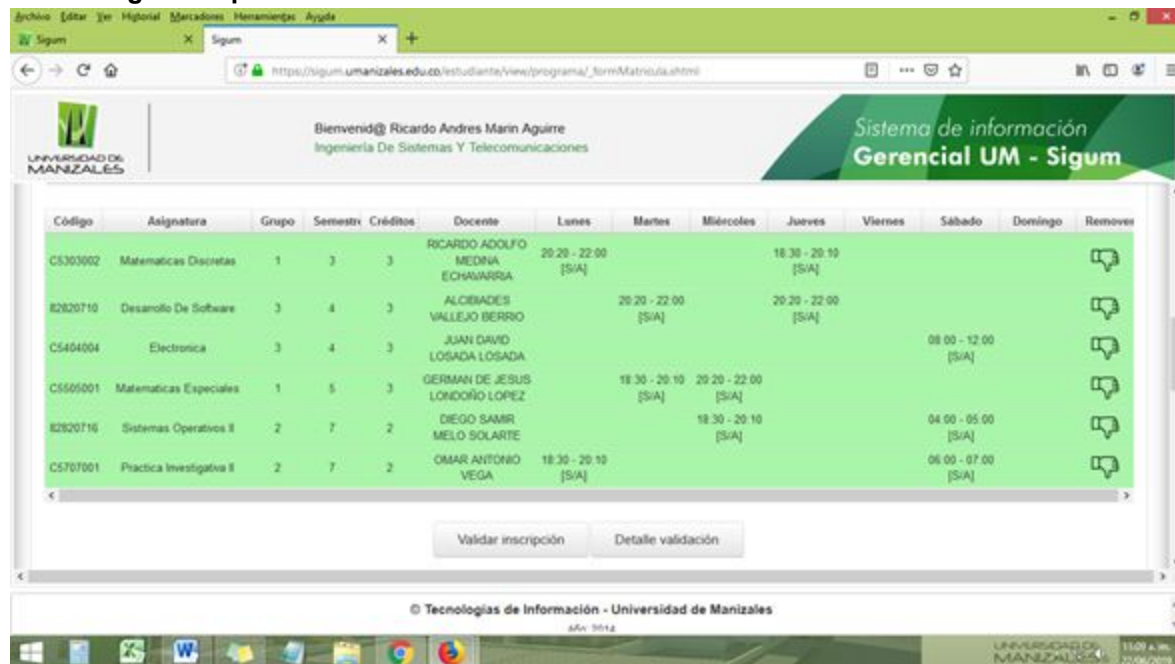 Archivo Editar Ver Historial Marcadores Herramientas Ayuda
Sigum
Sigum
https://sigum.umanizales.edu.co/estudiante/view/programa/_formMatricula.xhtml
UNIVERSIDAD DE
MANIZALES
Bienvenid@ Ricardo Andres Marin Aguirre
Ingeniería De Sistemas Y Telecomunicaciones
Sistema de información
Gerencial UM - Sigum
Código Asignatura Grupo Semestre Créditos Docente Lunes Martes Miércoles Jueves Viernes Sábado Domingo Remover
C5303002 Matematicas Discretas 1 3 3 RICARDO ADOLFO MEDINA ECHAVARRIA 20:20 - 22:00 [S/A] 18:30 - 20:10 [S/A]
82820710 Desarrollo De Software 3 4 3 ALCIBIADES VALLEJO BERRIO 20:20 - 22:00 [S/A] 20:20 - 22:00 [S/A]
C5404004 Electronica 3 4 3 JUAN DAVID LOSADA LOSADA 08:00 - 12:00 [S/A]
C5505001 Matematicas Especiales 1 5 3 GERMAN DE JESUS LONDOÑO LOPEZ 18:30 - 20:10 [S/A] 20:20 - 22:00 [S/A]
82820716 Sistemas Operativos II 2 7 2 DIEGO SAMIR MELO SOLARTE 18:30 - 20:10 [S/A] 04:00 - 05:00 [S/A]
C5707001 Practica Investigativa II 2 7 2 OMAR ANTONIO VEGA 18:30 - 20:10 [S/A] 06:00 - 07:00 [S/A]
Validar inscripción Detalle validación
© Tecnologías de Información - Universidad de Manizales
Año 2014
UNIVERSIDAD DE
MANIZALES